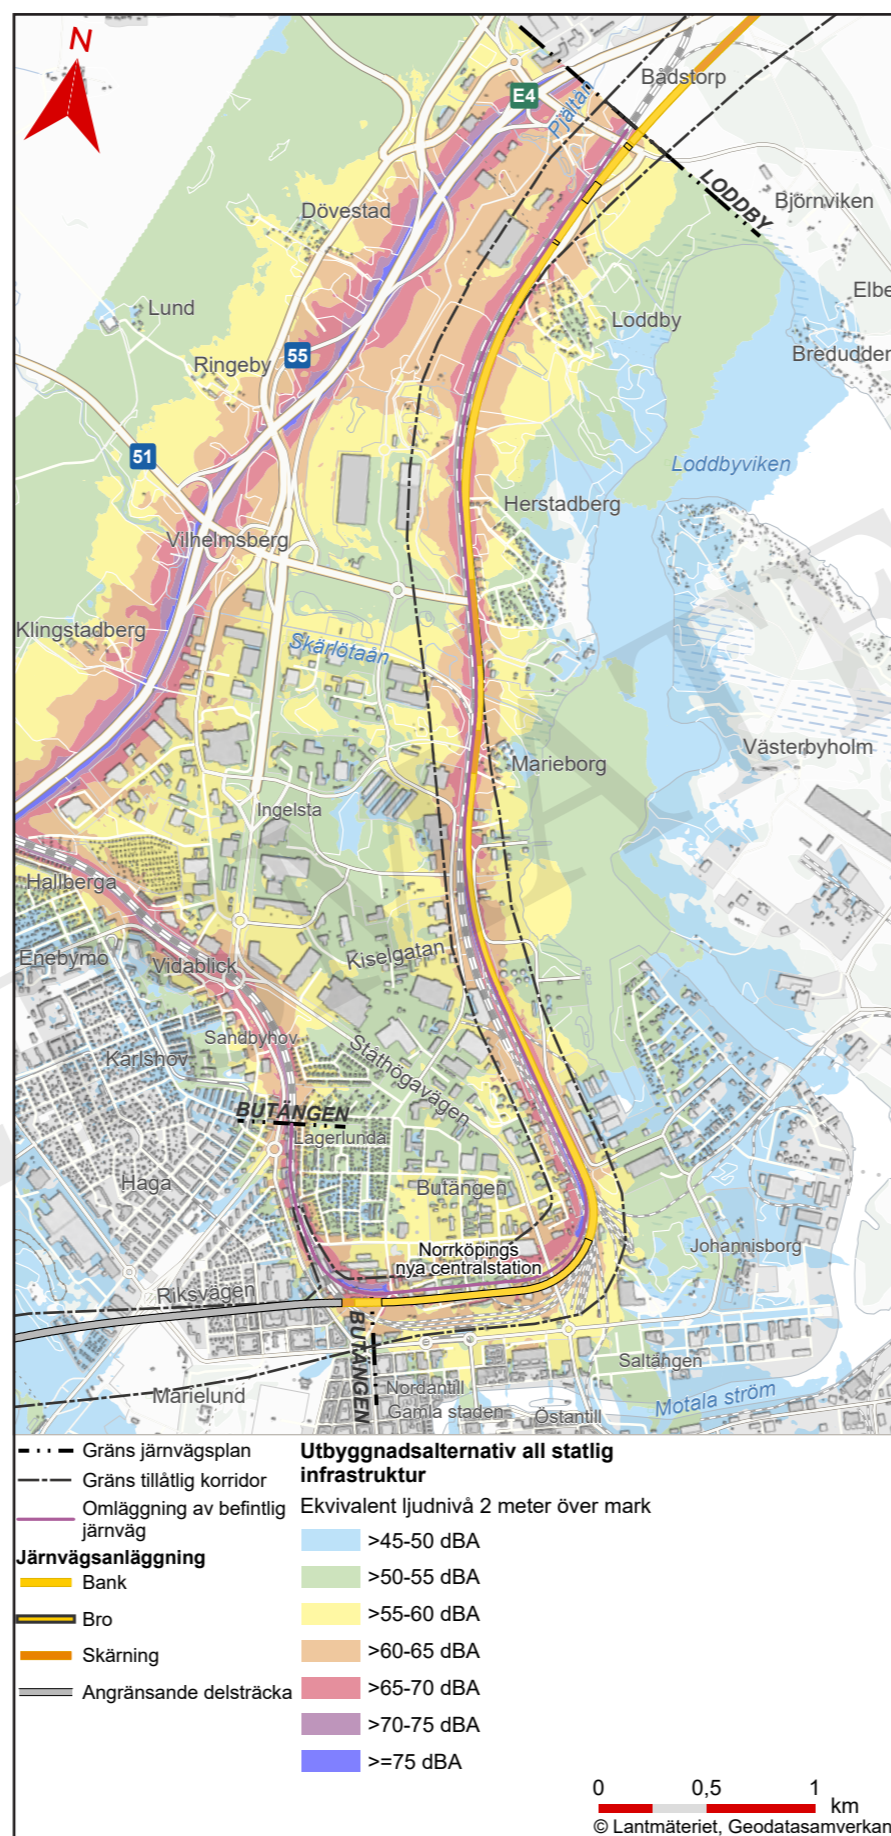 N
Bådstorp
E4
Pjältån
LODDBY
Björnviken
Dövestad
Elbe
Lund
Loddby
Bredudden
Ringeby
55
51
Loddbyviken
Herstadberg
Vilhelmsberg
Klingstadberg
Skärlötaån
Västerbyholm
Marieborg
Ingelsta
Hallberga
Enebymo
Vidablick
Kiselgatan
Sandbyhov
Karlshov
Ståthögavägen
BUTÄNGEN
Lagerlunda
Haga
Butängen
Norrköpings
nya centralstation
Johannisborg
Riksvägen
BUTÄNGEN
Saltängen
Marielund
Nordantill
Motala ström
Gamla staden
Östantill
Gräns järnvägsplan
Gräns tillåtlig korridor
Omläggning av befintlig
järnväg
Järnvägsanläggning
Bank
Bro
Skärning
Angränsande delsträcka
Utbyggnadsalternativ all statlig
infrastruktur
Ekvivalent ljudnivå 2 meter över mark
>45-50 dBA
>50-55 dBA
>55-60 dBA
>60-65 dBA
>65-70 dBA
>70-75 dBA
>=75 dBA
0 0,5 1
km
© Lantmäteriet, Geodatasamverkan